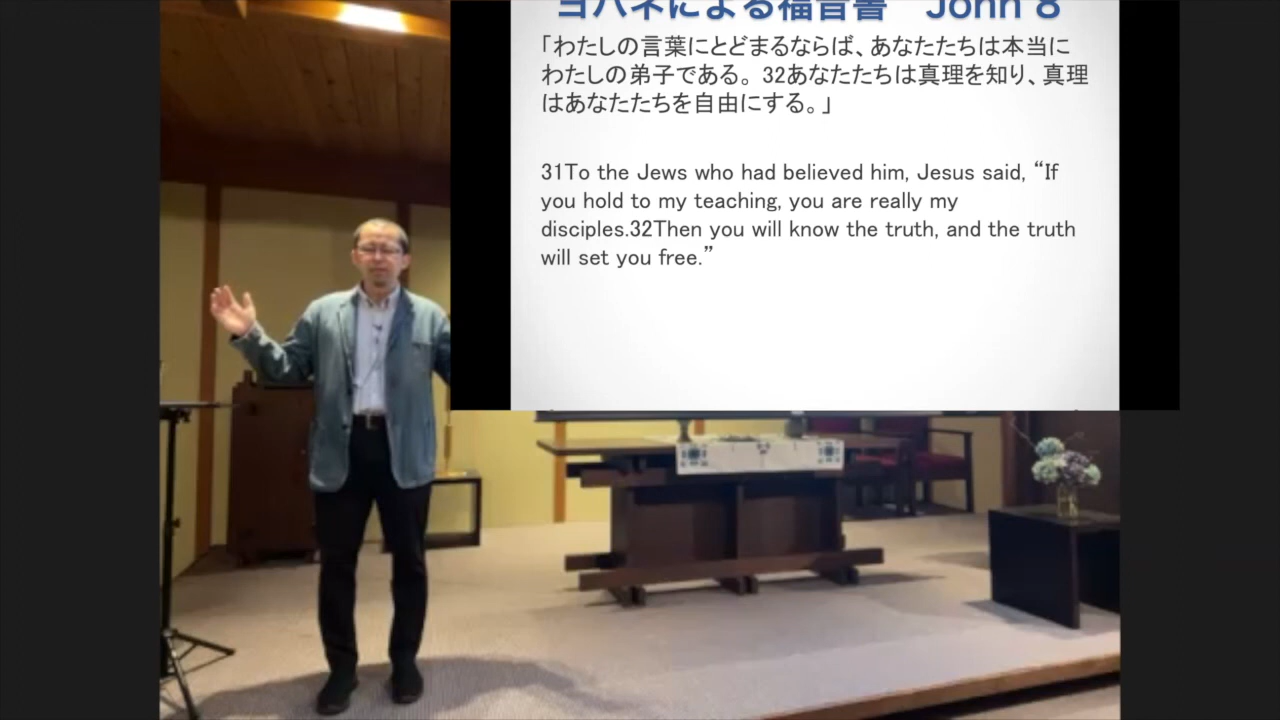 ヨハネによる福音書　John 8
「わたしの言葉にとどまるならば、あなたたちは本当に
わたしの弟子である。32あなたたちは真理を知り、真理
はあなたたちを自由にする。」
31To the Jews who had believed him, Jesus said, “If
you hold to my teaching, you are really my
disciples.32Then you will know the truth, and the truth
will set you free.”